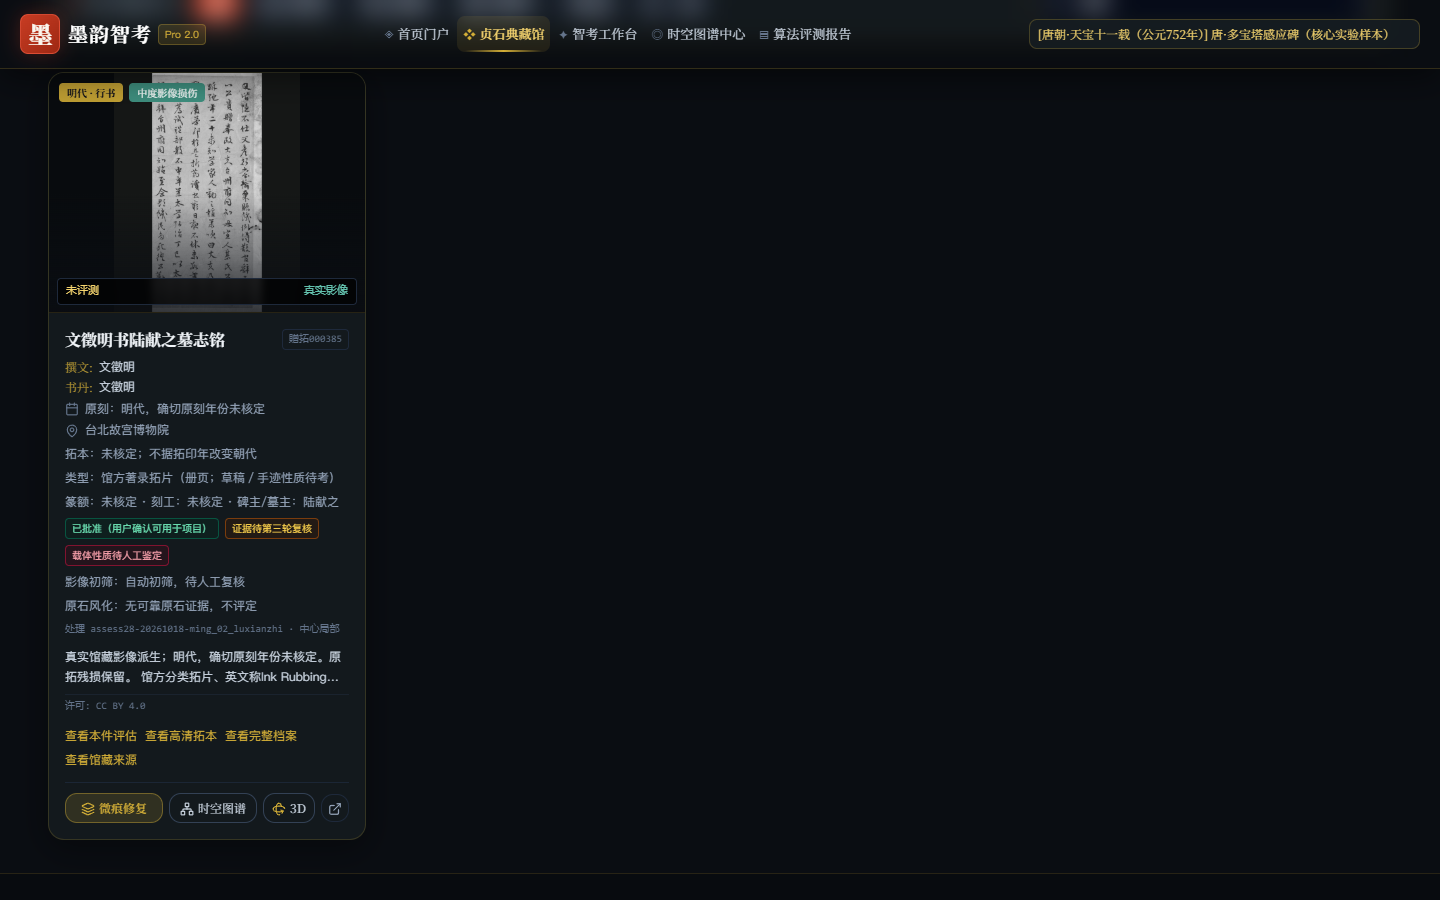 墨 墨韵智考 Pro 2.0
首页门户 贞石典藏馆 智考工作台 时空图谱中心 算法评测报告
[唐朝·天宝十一载（公元752年）] 唐·多宝塔感应碑（核心实验样本）
明代 · 行书 中度影像损伤
未评测 真实影像
文徵明书陆献之墓志铭 赠拓000385
撰文: 文徵明
书丹: 文徵明
原刻：明代，确切原刻年份未核定
台北故宫博物院
拓本：未核定；不据拓印年改变朝代
类型：馆方著录拓片（册页；草稿 / 手迹性质待考）
篆额：未核定 · 刻工：未核定 · 碑主/墓主：陆献之
已批准（用户确认可用于项目） 证据待第三轮复核
载体性质待人工鉴定
影像初筛：自动初筛，待人工复核
原石风化：无可靠原石证据，不评定
处理 assess28-20261018-ming_02_luxianzhi · 中心局部
真实馆藏影像派生；明代，确切原刻年份未核定。原
拓残损保留。 馆方分类拓片、英文称Ink Rubbing...
许可: CC BY 4.0
查看本件评估 查看高清拓本 查看完整档案
查看馆藏来源
微痕修复 时空图谱 3D